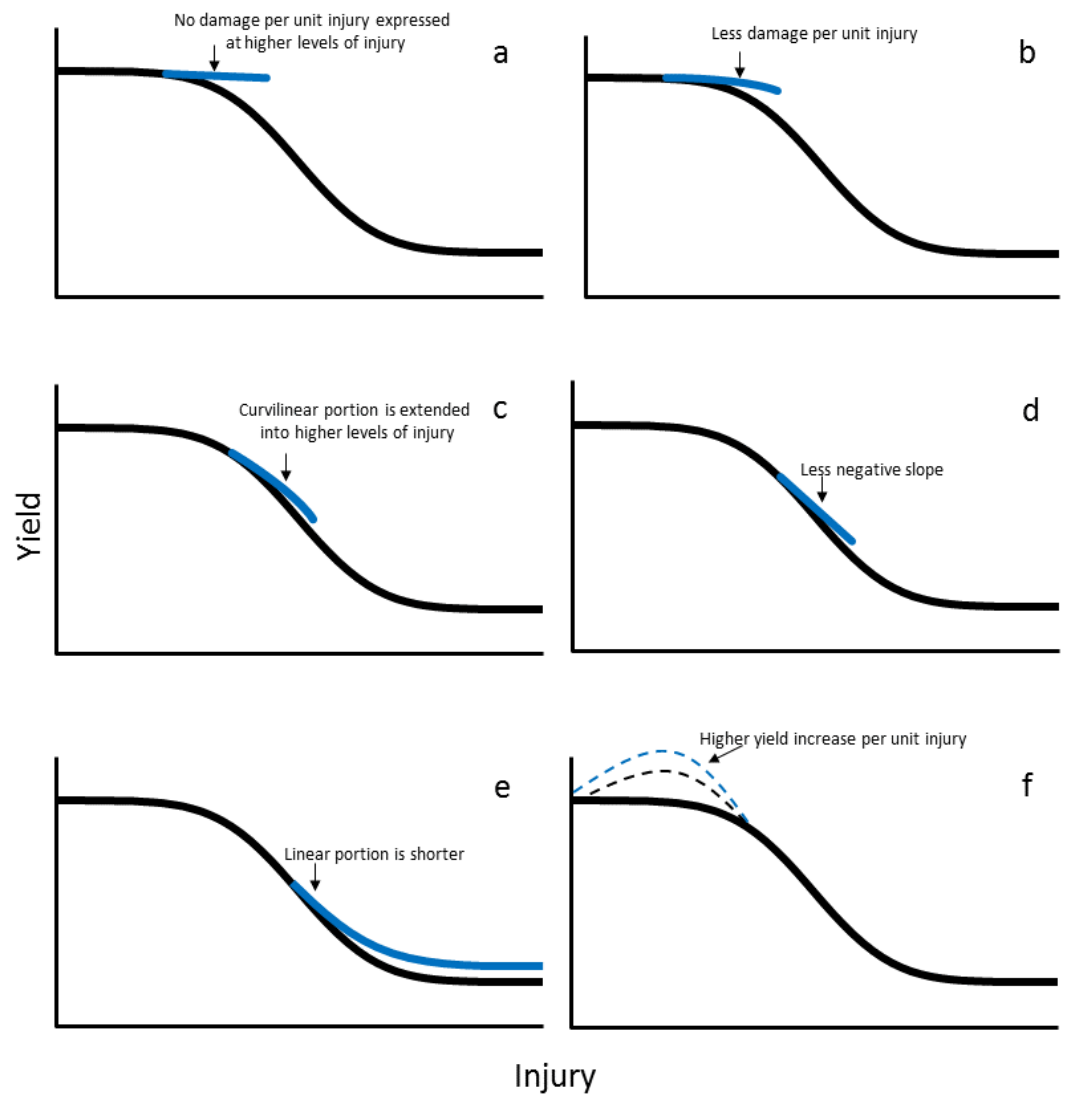 No damage per unit injury expressed
at higher levels of injury
a
Less damage per unit injury
b
Curvilinear portion is extended
into higher levels of injury
c
Less negative slope
d
Yield
Linear portion is shorter
e
Higher yield increase per unit injury
f
Injury